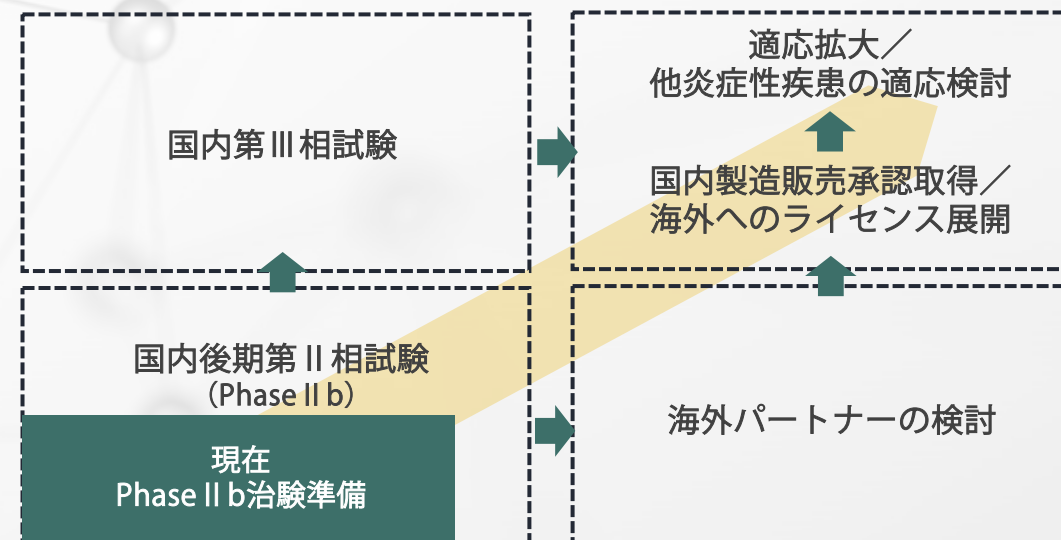 国内第Ⅲ相試験
適応拡大／
他炎症性疾患の適応検討
国内製造販売承認取得／
海外へのライセンス展開
国内後期第Ⅱ相試験
（PhaseⅡb）
現在
PhaseⅡb治験準備
海外パートナーの検討